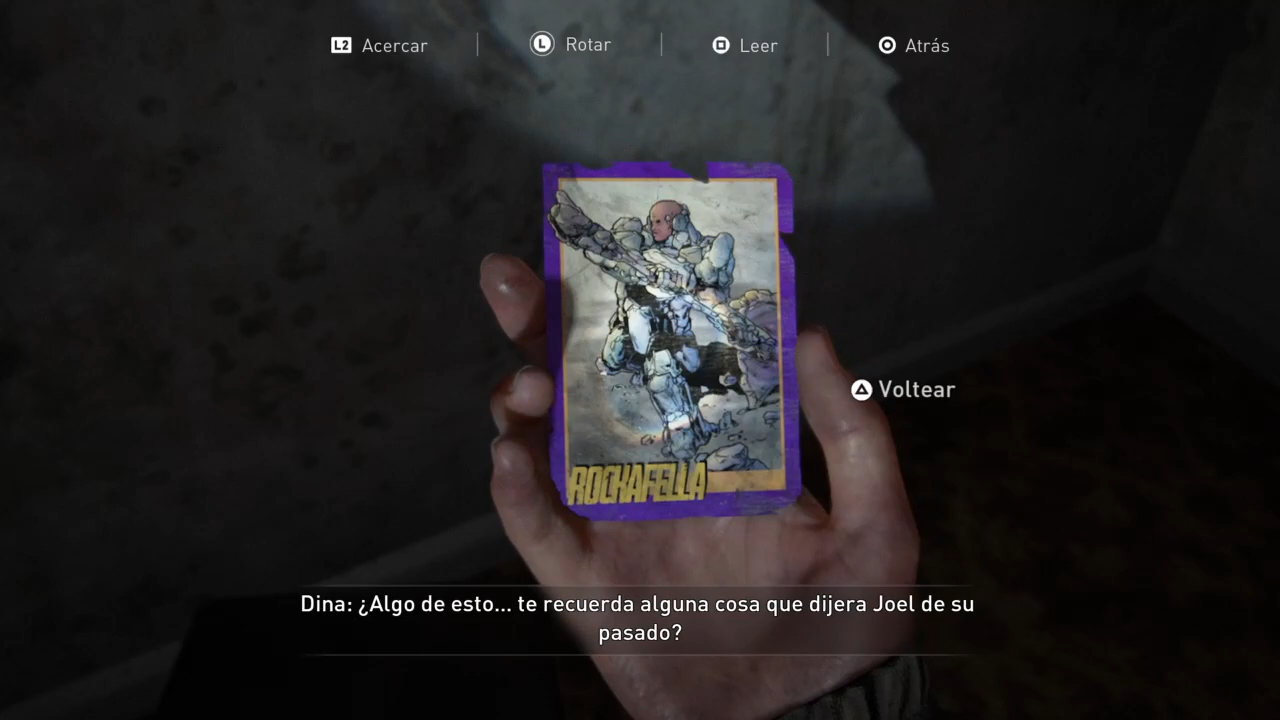 L2 Acercar
L Rotar
Leer
Atrás
Voltear
ROCKAFELLA
Dina: ¿Algo de esto... te recuerda alguna cosa que dijera Joel de su
pasado?